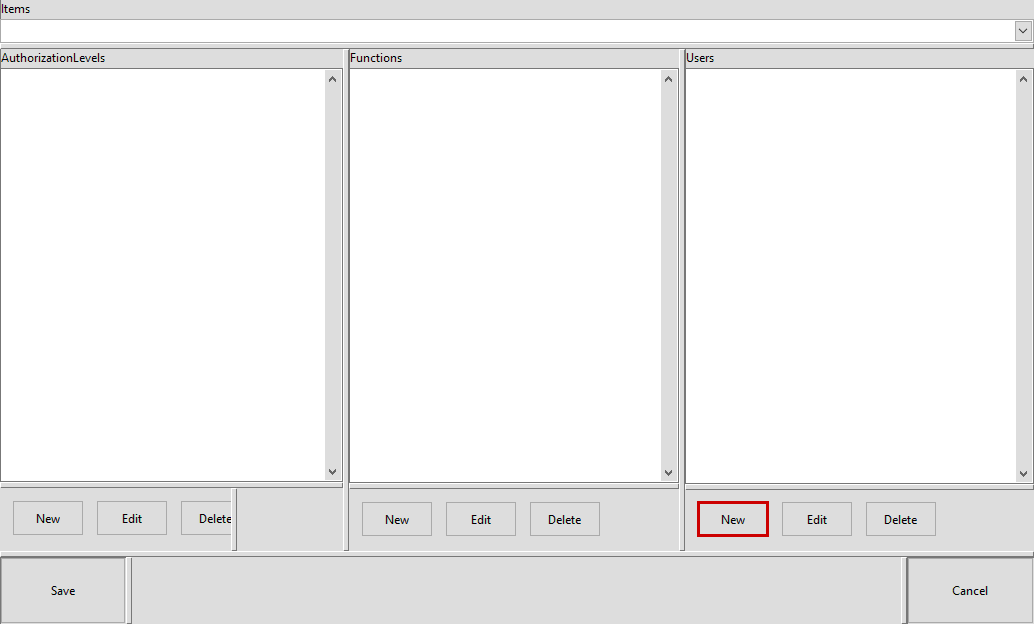 Items
AuthorizationLevels
Functions
Users
New Edit Delete
New Edit Delete
New Edit Delete
Save
Cancel